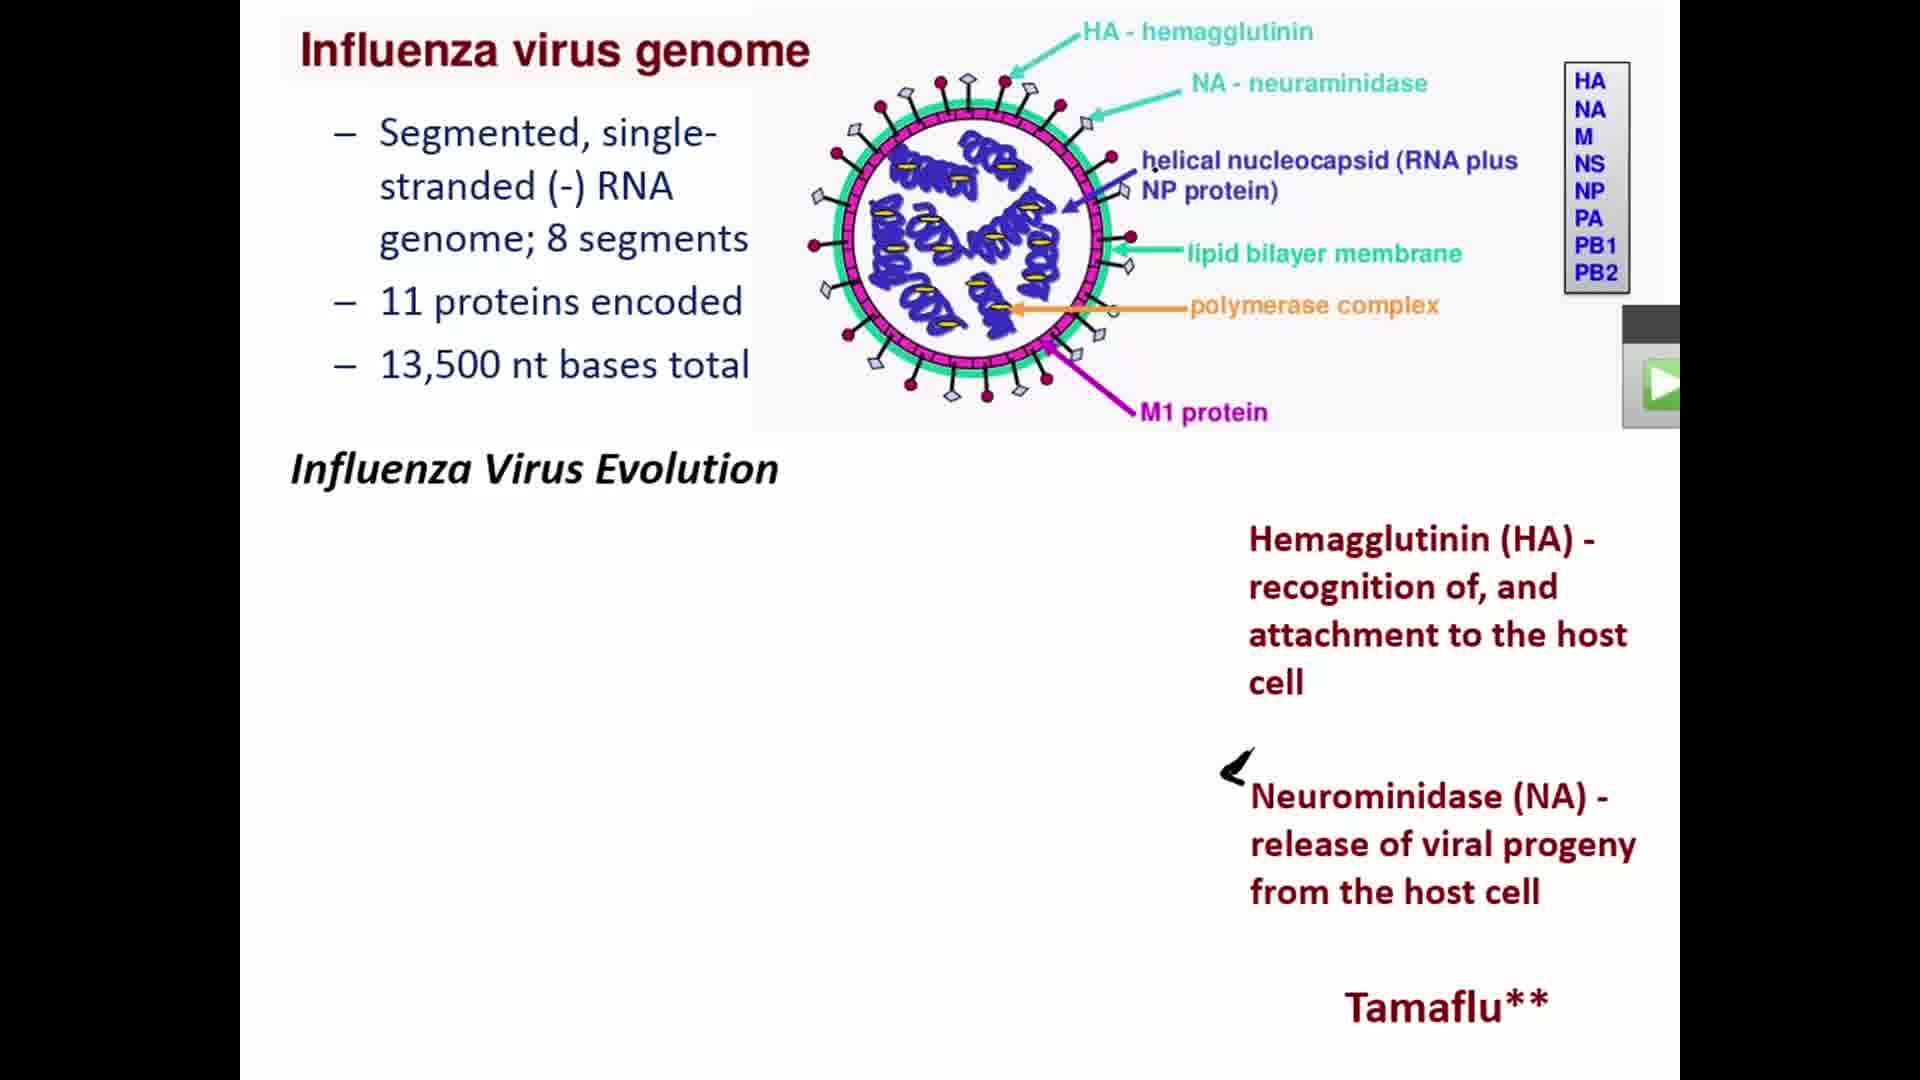 Influenza virus genome
– Segmented, single-
stranded (-) RNA
genome; 8 segments
– 11 proteins encoded
– 13,500 nt bases total
HA - hemagglutinin
NA - neuraminidase
helical nucleocapsid (RNA plus
NP protein)
lipid bilayer membrane
polymerase complex
M1 protein
HA
NA
M
NS
NP
PA
PB1
PB2
Influenza Virus Evolution
Hemagglutinin (HA) -
recognition of, and
attachment to the host
cell
Neurominidase (NA) -
release of viral progeny
from the host cell
Tamaflu**